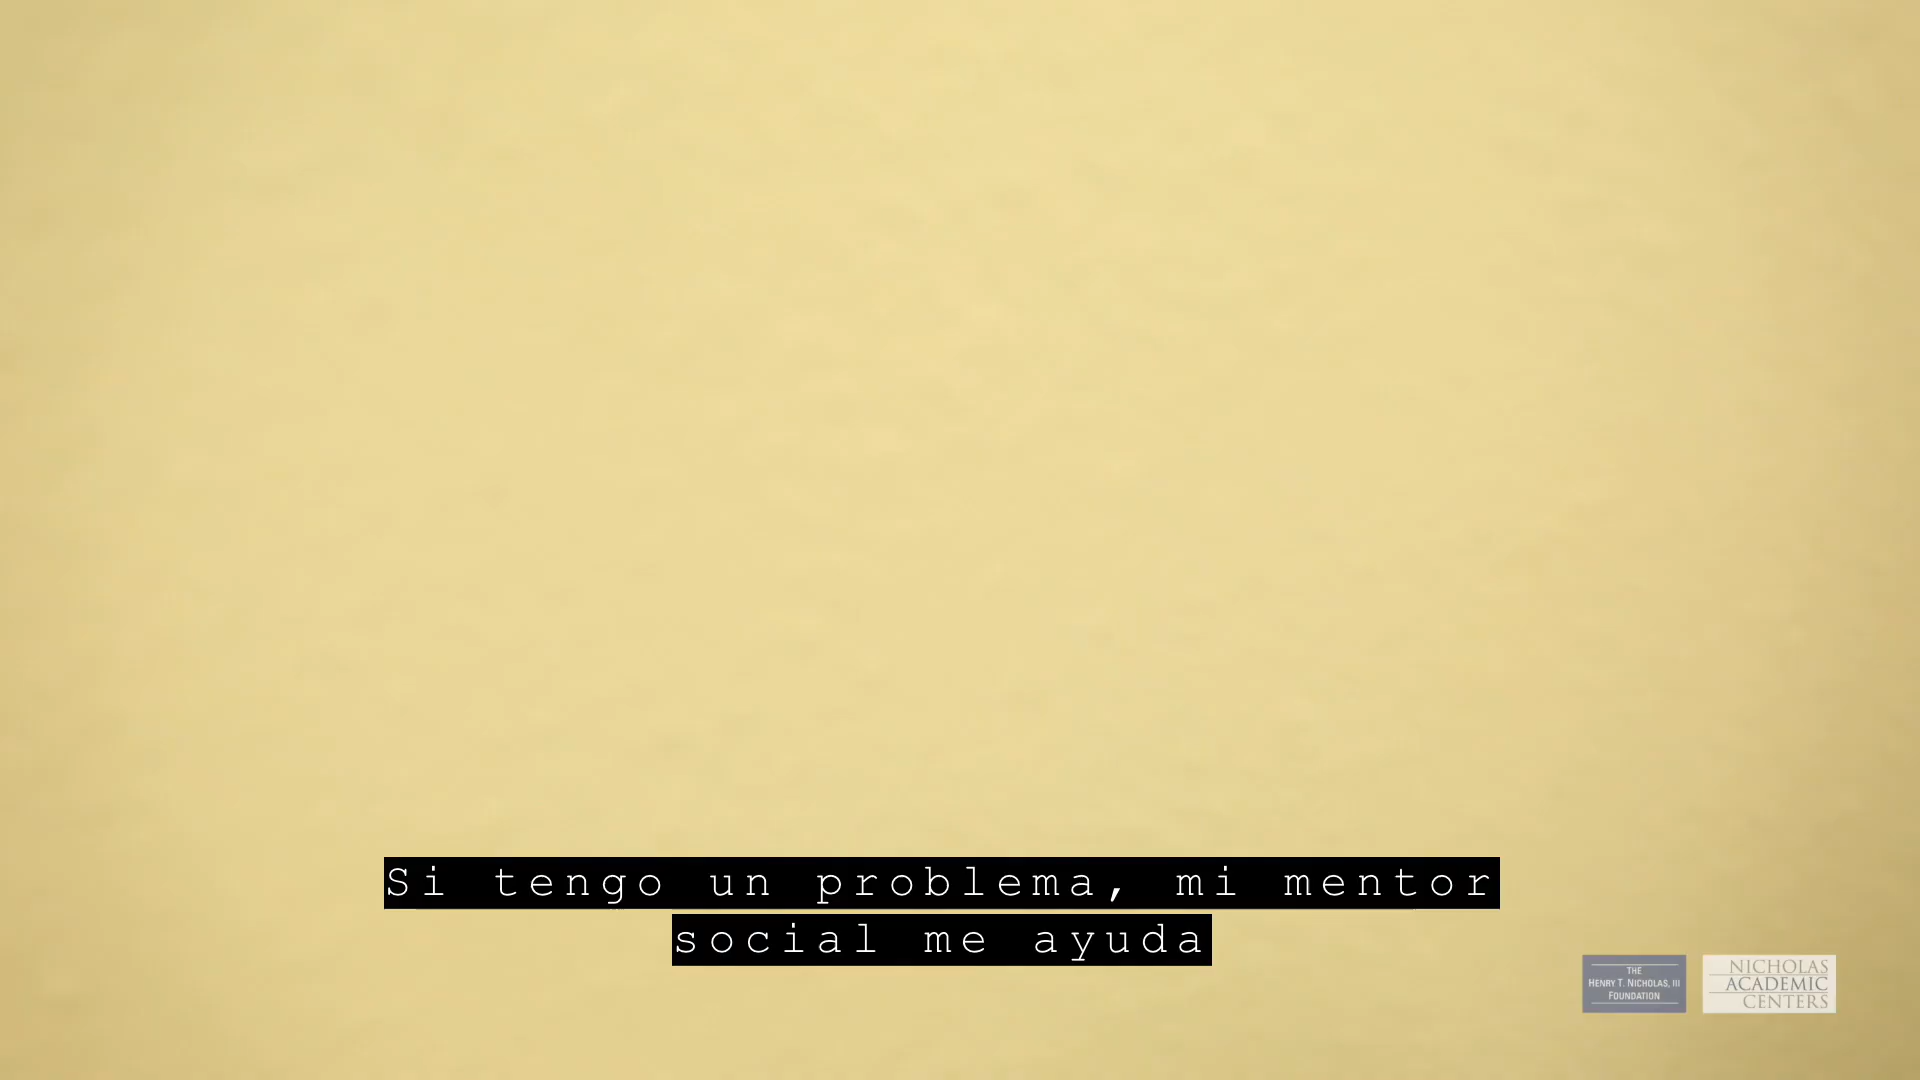 Si tengo un problema, mi mentor
social me ayuda
THE
HENRY T. NICHOLAS, III
FOUNDATION
NICHOLAS
ACADEMIC
CENTERS